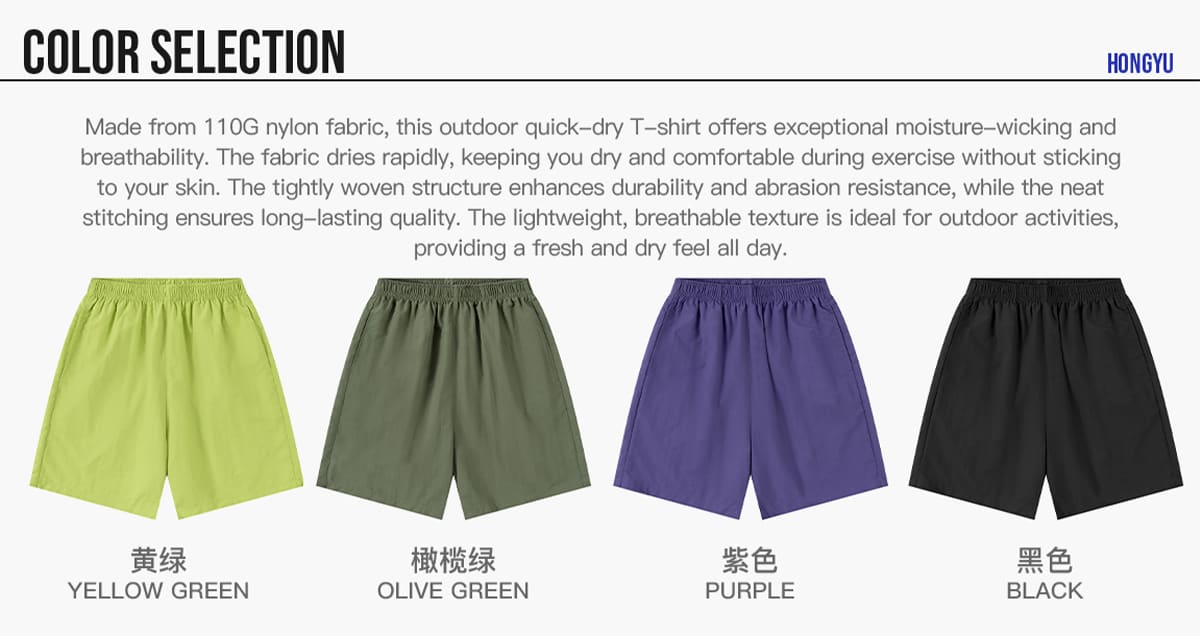 COLOR SELECTION
HONGYU
Made from 110G nylon fabric, this outdoor quick-dry T-shirt offers exceptional moisture-wicking and
breathability. The fabric dries rapidly, keeping you dry and comfortable during exercise without sticking
to your skin. The tightly woven structure enhances durability and abrasion resistance, while the neat
stitching ensures long-lasting quality. The lightweight, breathable texture is ideal for outdoor activities,
providing a fresh and dry feel all day.
黄绿
YELLOW GREEN
橄榄绿
OLIVE GREEN
紫色
PURPLE
黑色
BLACK